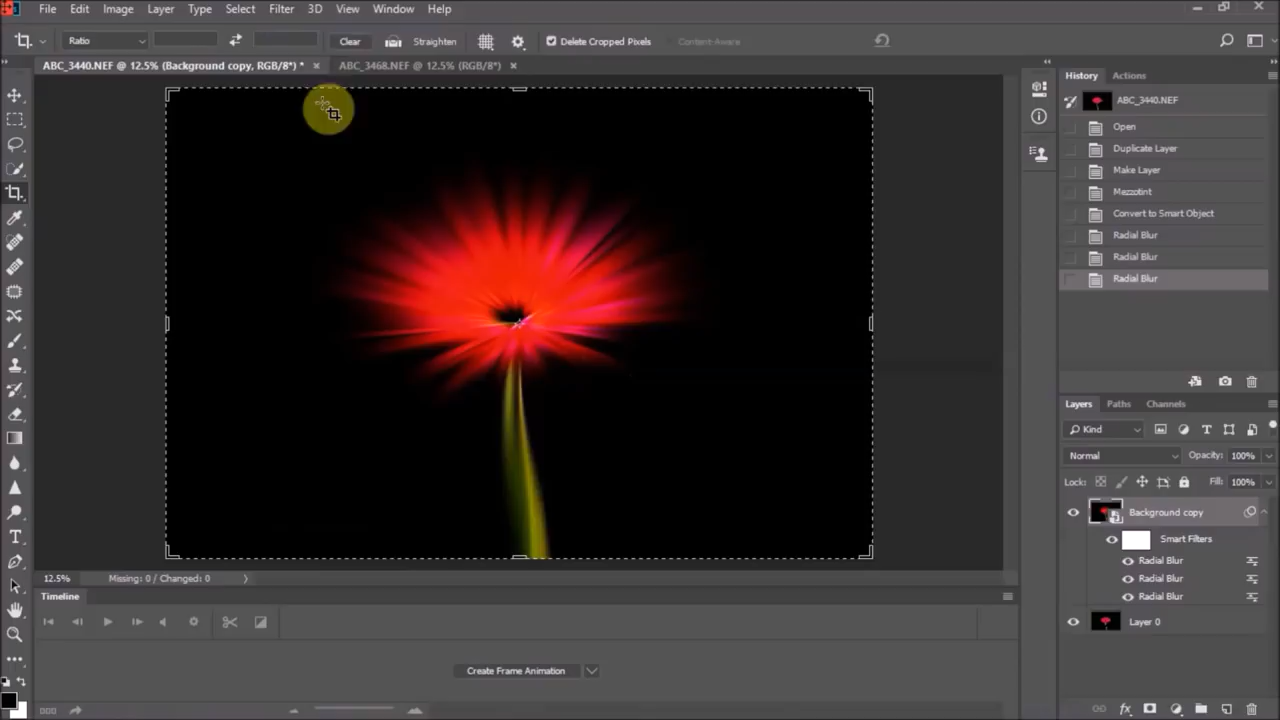 File Edit Image Layer Type Select Filter 3D View Window Help
Ratio Clear Straighten Delete Cropped Pixels Content-Aware
ABC_3440.NEF @ 12.5% (Background copy, RGB/8*) * × ABC_3468.NEF @ 12.5% (RGB/8*) ×
History Actions
ABC_3440.NEF
Open
Duplicate Layer
Make Layer
Mezzotint
Convert to Smart Object
Radial Blur
Radial Blur
Radial Blur
Layers Paths Channels
Kind
Normal Opacity: 100%
Lock: Fill: 100%
Background copy
Smart Filters
Radial Blur
Radial Blur
Radial Blur
Layer 0
12.5% Missing: 0 / Changed: 0
Timeline
Create Frame Animation